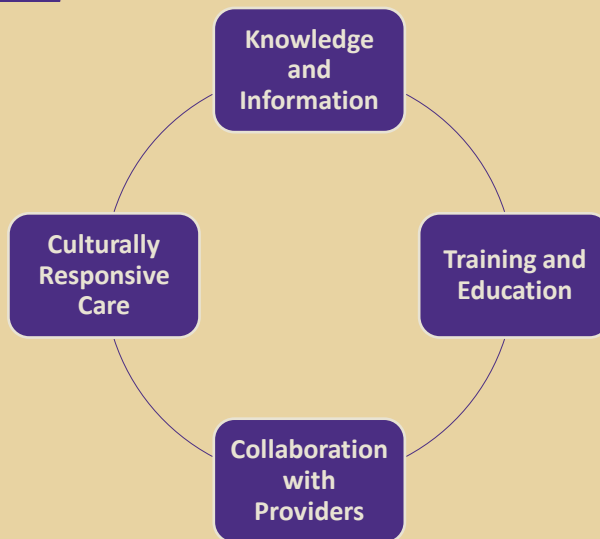 Knowledge
and
Information
Culturally
Responsive
Care
Training and
Education
Collaboration
with
Providers